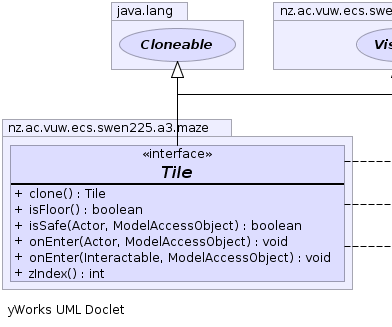 java.lang
nz.ac.vuw.ecs.swe
Cloneable
Vis
nz.ac.vuw.ecs.swen225.a3.maze
«interface»
Tile
+ clone() : Tile
+ isFloor() : boolean
+ isSafe(Actor, ModelAccessObject) : boolean
+ onEnter(Actor, ModelAccessObject) : void
+ onEnter(Interactable, ModelAccessObject) : void
+ zIndex() : int
yWorks UML Doclet